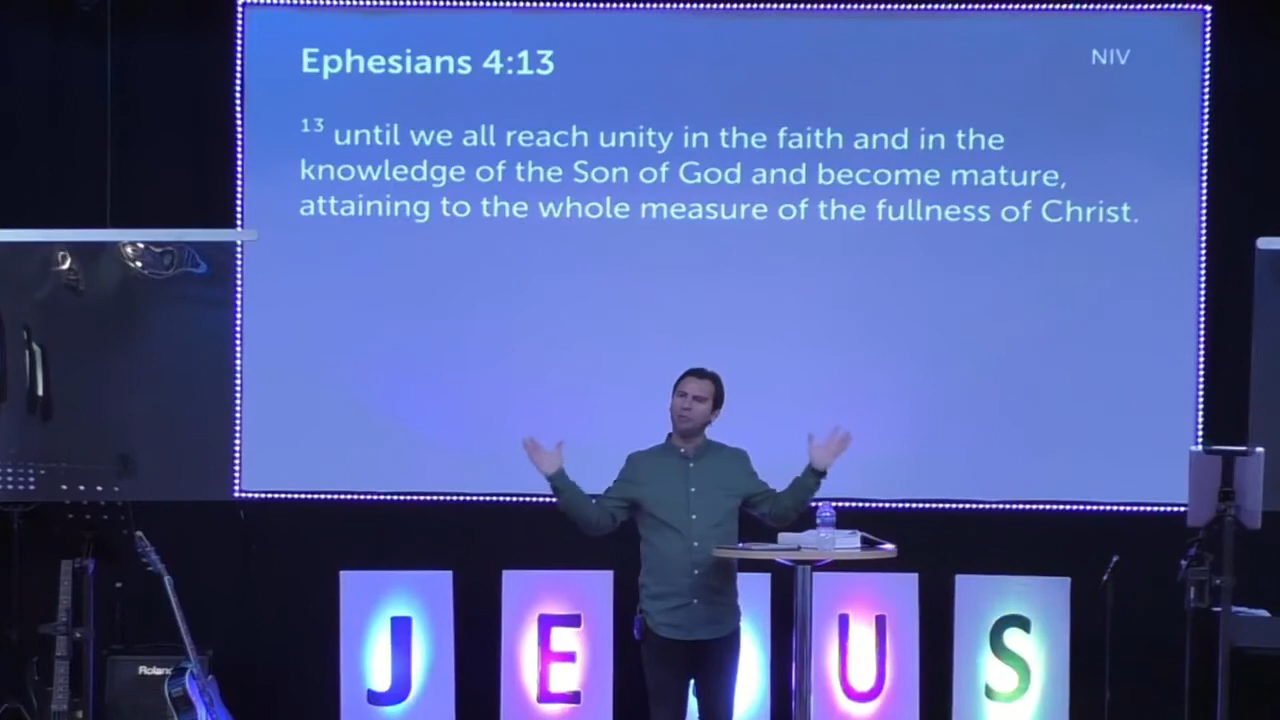 Ephesians 4:13
NIV
13 until we all reach unity in the faith and in the
knowledge of the Son of God and become mature,
attaining to the whole measure of the fullness of Christ.
J E U S
Roland